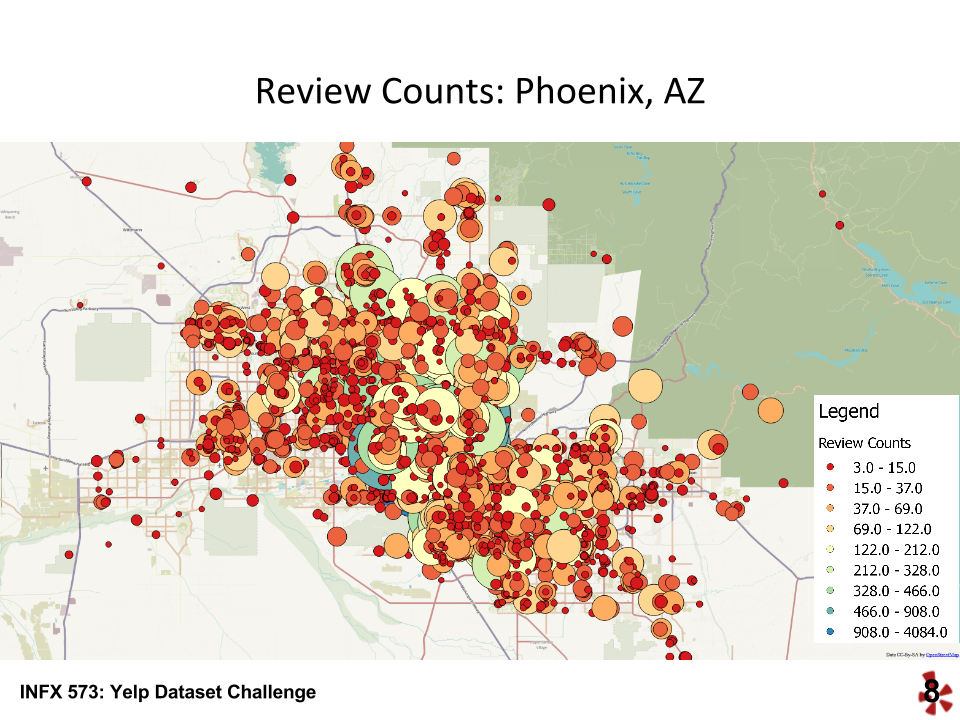 Review Counts: Phoenix, AZ
Wittmann
Legend
Review Counts
3.0 - 15.0
15.0 - 37.0
37.0 - 69.0
69.0 - 122.0
122.0 - 212.0
212.0 - 328.0
328.0 - 466.0
466.0 - 908.0
908.0 - 4084.0
Data CC-By-SA by OpenStreetMap
INFX 573: Yelp Dataset Challenge
8